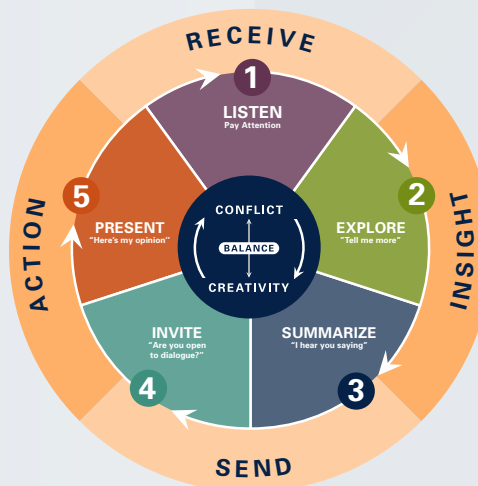 RECEIVE
1
LISTEN
Pay Attention
2
EXPLORE
"Tell me more"
INSIGHT
3
SUMMARIZE
"I hear you saying"
SEND
4
INVITE
"Are you open
to dialogue?"
5
PRESENT
"Here's my opinion"
ACTION
CONFLICT
BALANCE
CREATIVITY